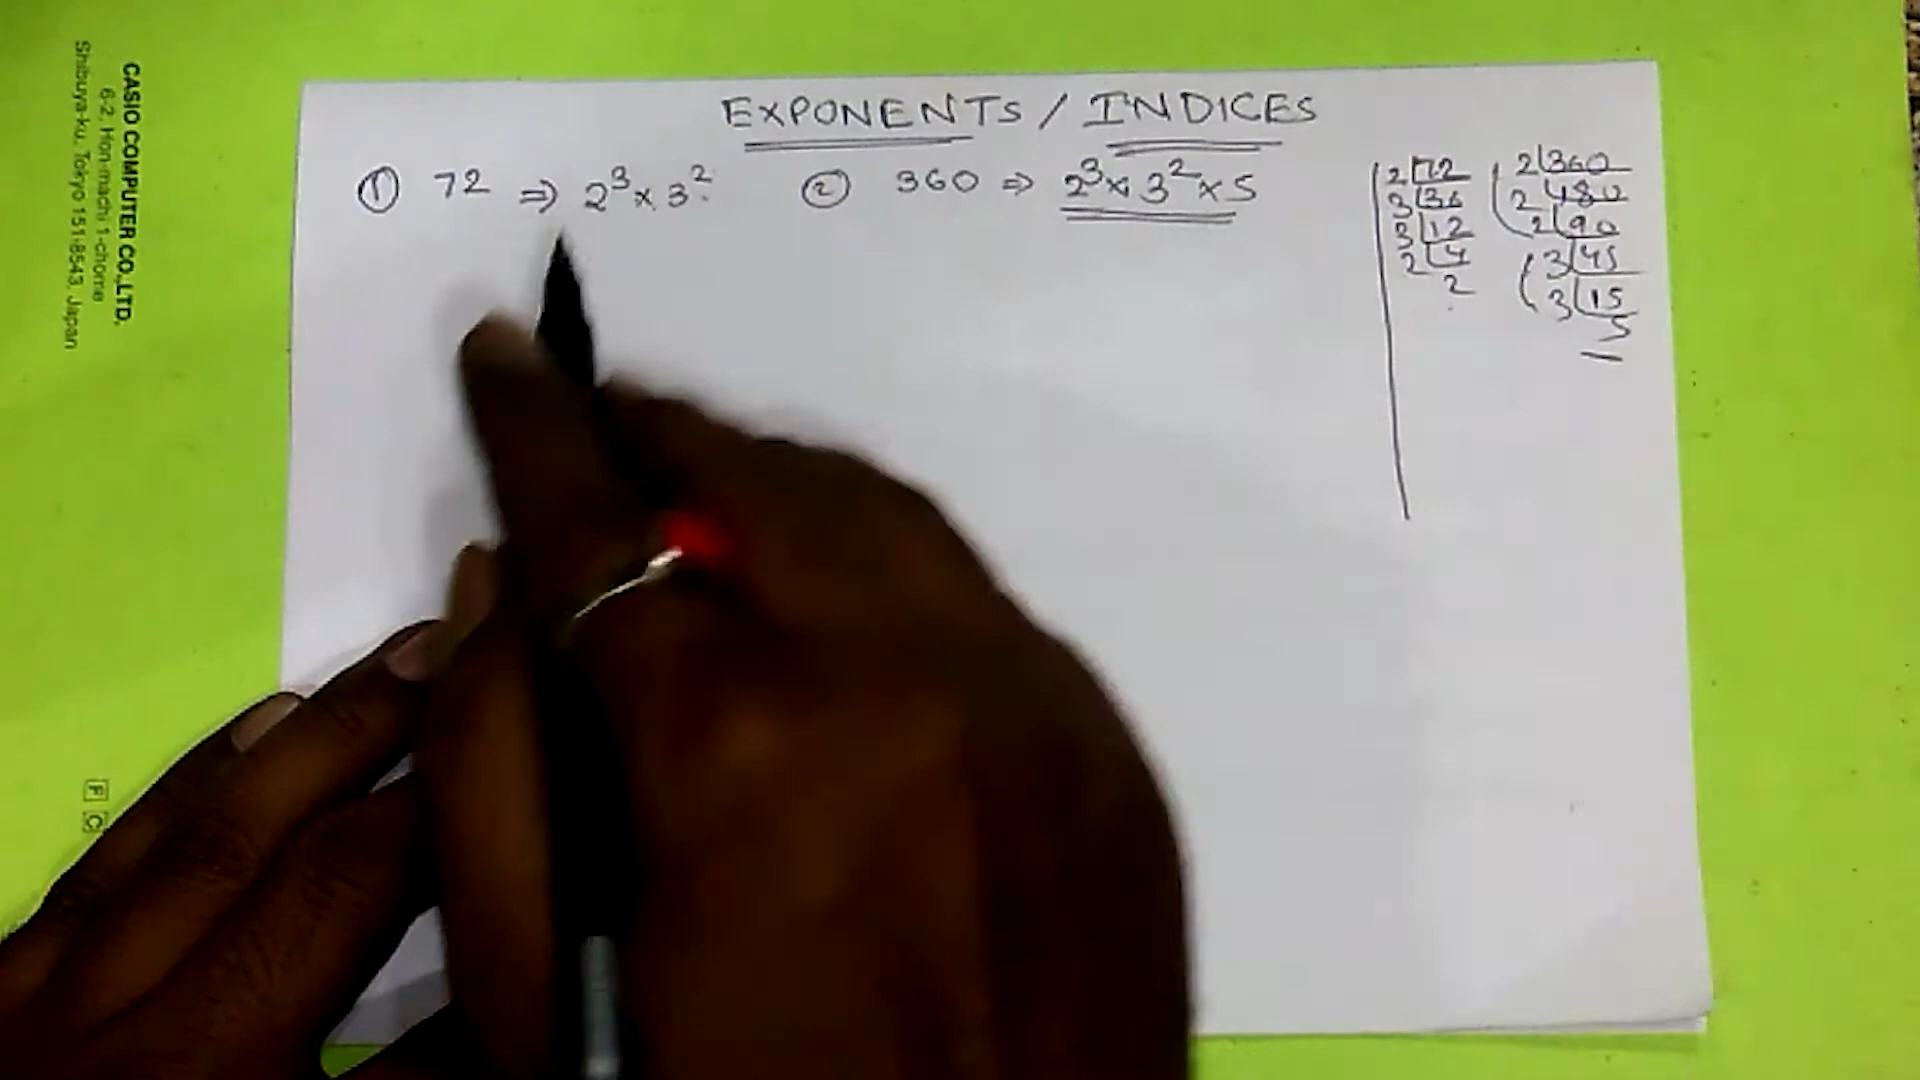 CASIO COMPUTER CO.,LTD.
6-2, Hon-machi 1-chome
Shibuya-ku, Tokyo 151-8543, Japan
F C
EXPONENTS / INDICES
① 72 ⇒ 2³ × 3²
② 360 ⇒ 2³ × 3² × 5
2 72
3 36
3 12
2 4
2
2 360
2 180
2 90
3 45
3 15
5